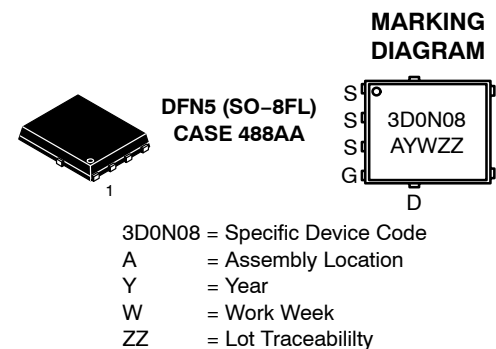 MARKING
DIAGRAM
DFN5 (SO−8FL)
CASE 488AA
1
S
S
S
G
3D0N08
AYWZZ
D
3D0N08 = Specific Device Code
A = Assembly Location
Y = Year
W = Work Week
ZZ = Lot Traceabililty